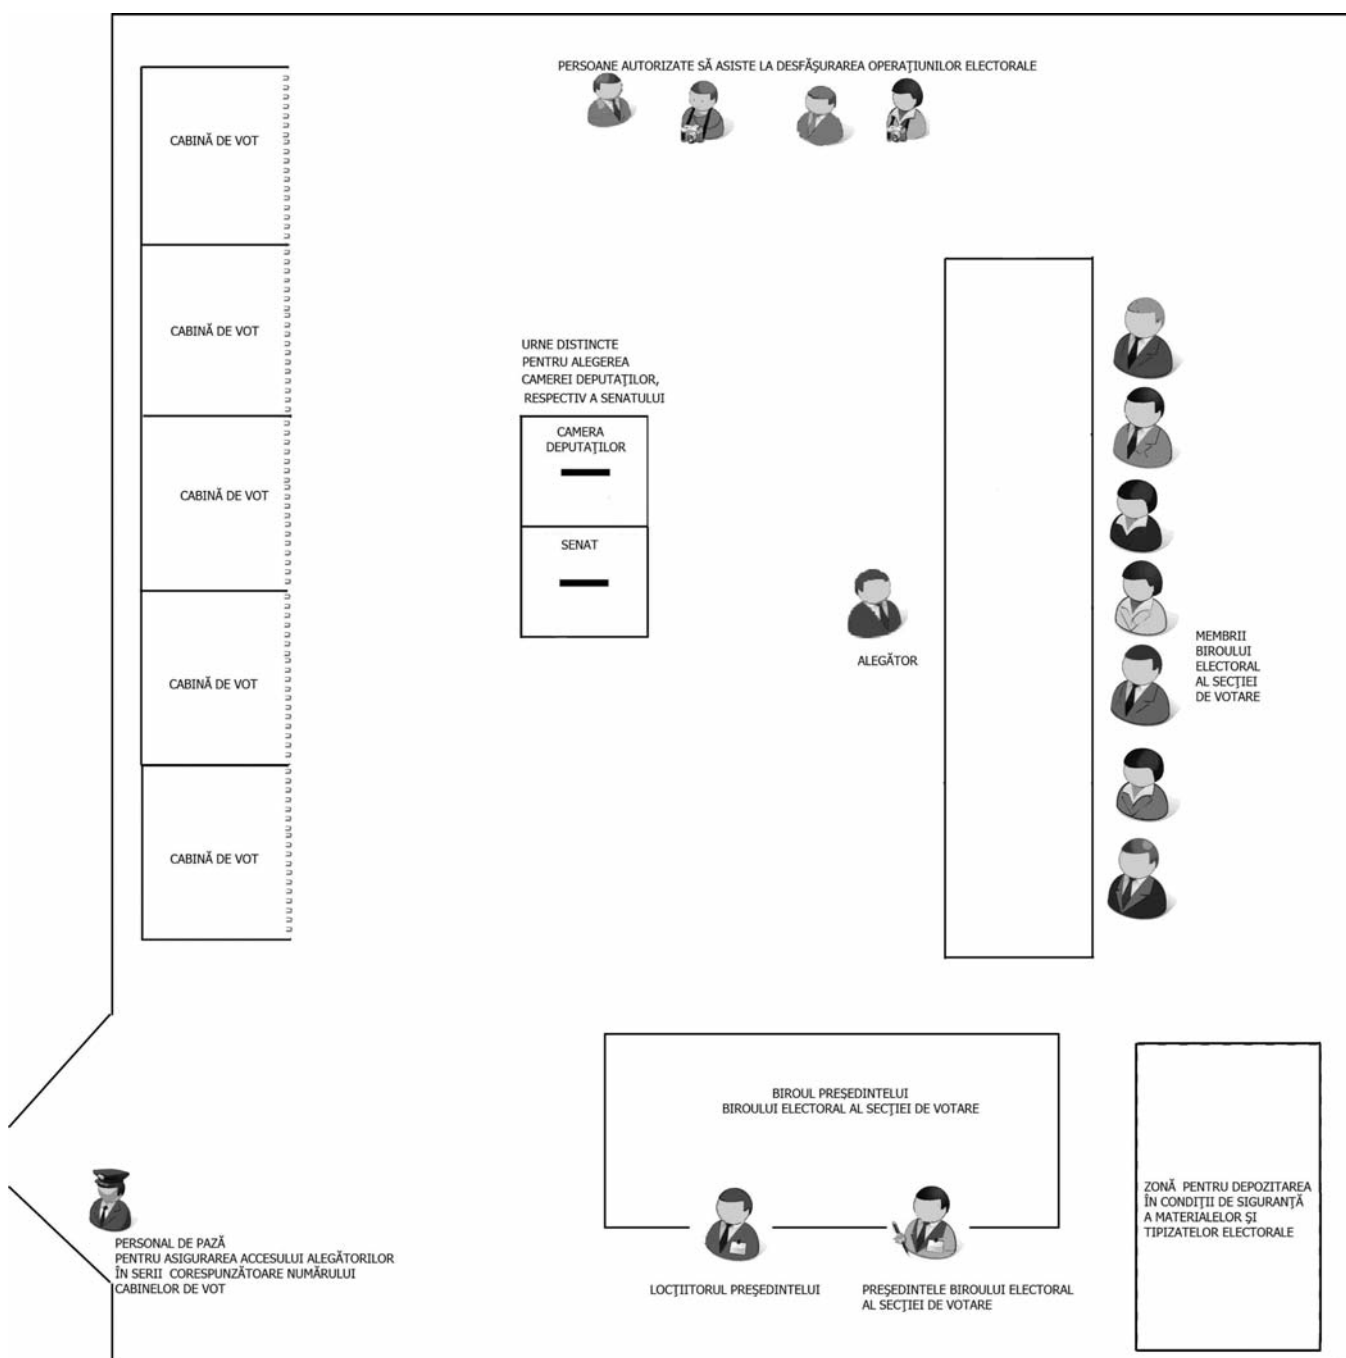 PERSOANE AUTORIZATE SĂ ASISTE LA DESFĂŞURAREA OPERAŢIUNILOR ELECTORALE
CABINĂ DE VOT
CABINĂ DE VOT
CABINĂ DE VOT
CABINĂ DE VOT
CABINĂ DE VOT
URNE DISTINCTE
PENTRU ALEGEREA
CAMEREI DEPUTAŢILOR,
RESPECTIV A SENATULUI
CAMERA
DEPUTAŢILOR
SENAT
ALEGĂTOR
MEMBRII
BIROULUI
ELECTORAL
AL SECŢIEI
DE VOTARE
BIROUL PREŞEDINTELUI
BIROULUI ELECTORAL AL SECŢIEI DE VOTARE
LOCŢIITORUL PREŞEDINTELUI
PREŞEDINTELE BIROULUI ELECTORAL
AL SECŢIEI DE VOTARE
ZONĂ PENTRU DEPOZITAREA
ÎN CONDIŢII DE SIGURANŢĂ
A MATERIALELOR ŞI
TIPIZATELOR ELECTORALE
PERSONAL DE PAZĂ
PENTRU ASIGURAREA ACCESULUI ALEGĂTORILOR
ÎN SERII CORESPUNZĂTOARE NUMĂRULUI
CABINELOR DE VOT